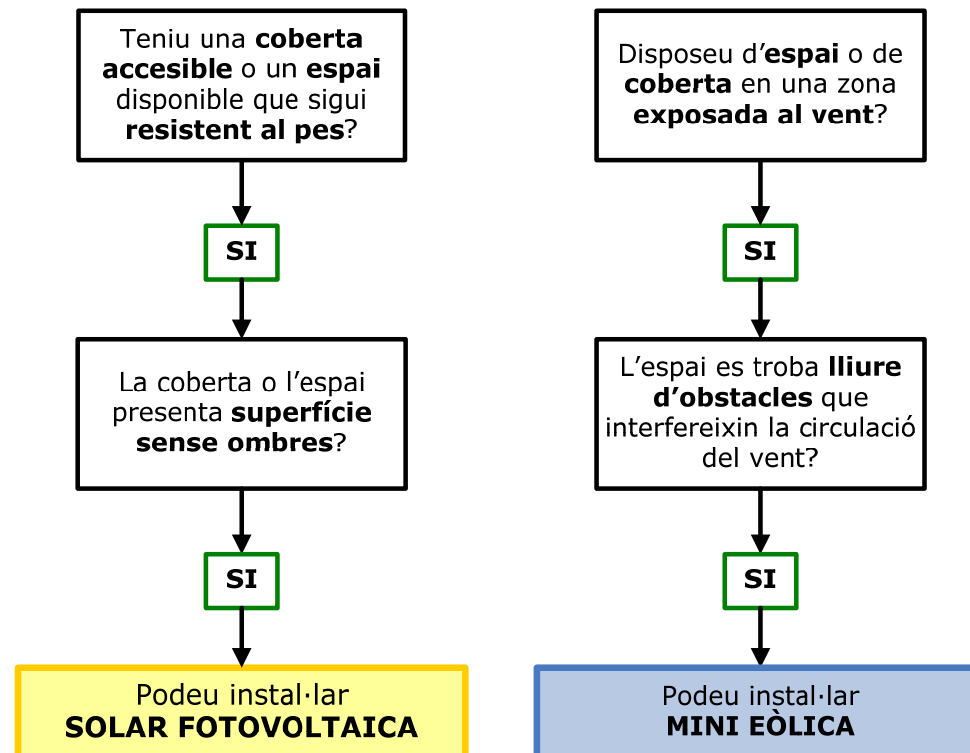 Teniu una coberta
accesible o un espai
disponible que sigui
resistent al pes?
SI
La coberta o l'espai
presenta superfície
sense ombres?
SI
Podeu instal·lar
SOLAR FOTOVOLTAICA
Disposeu d'espai o de
coberta en una zona
exposada al vent?
SI
L'espai es troba lliure
d'obstacles que
interfereixin la circulació
del vent?
SI
Podeu instal·lar
MINI EÒLICA